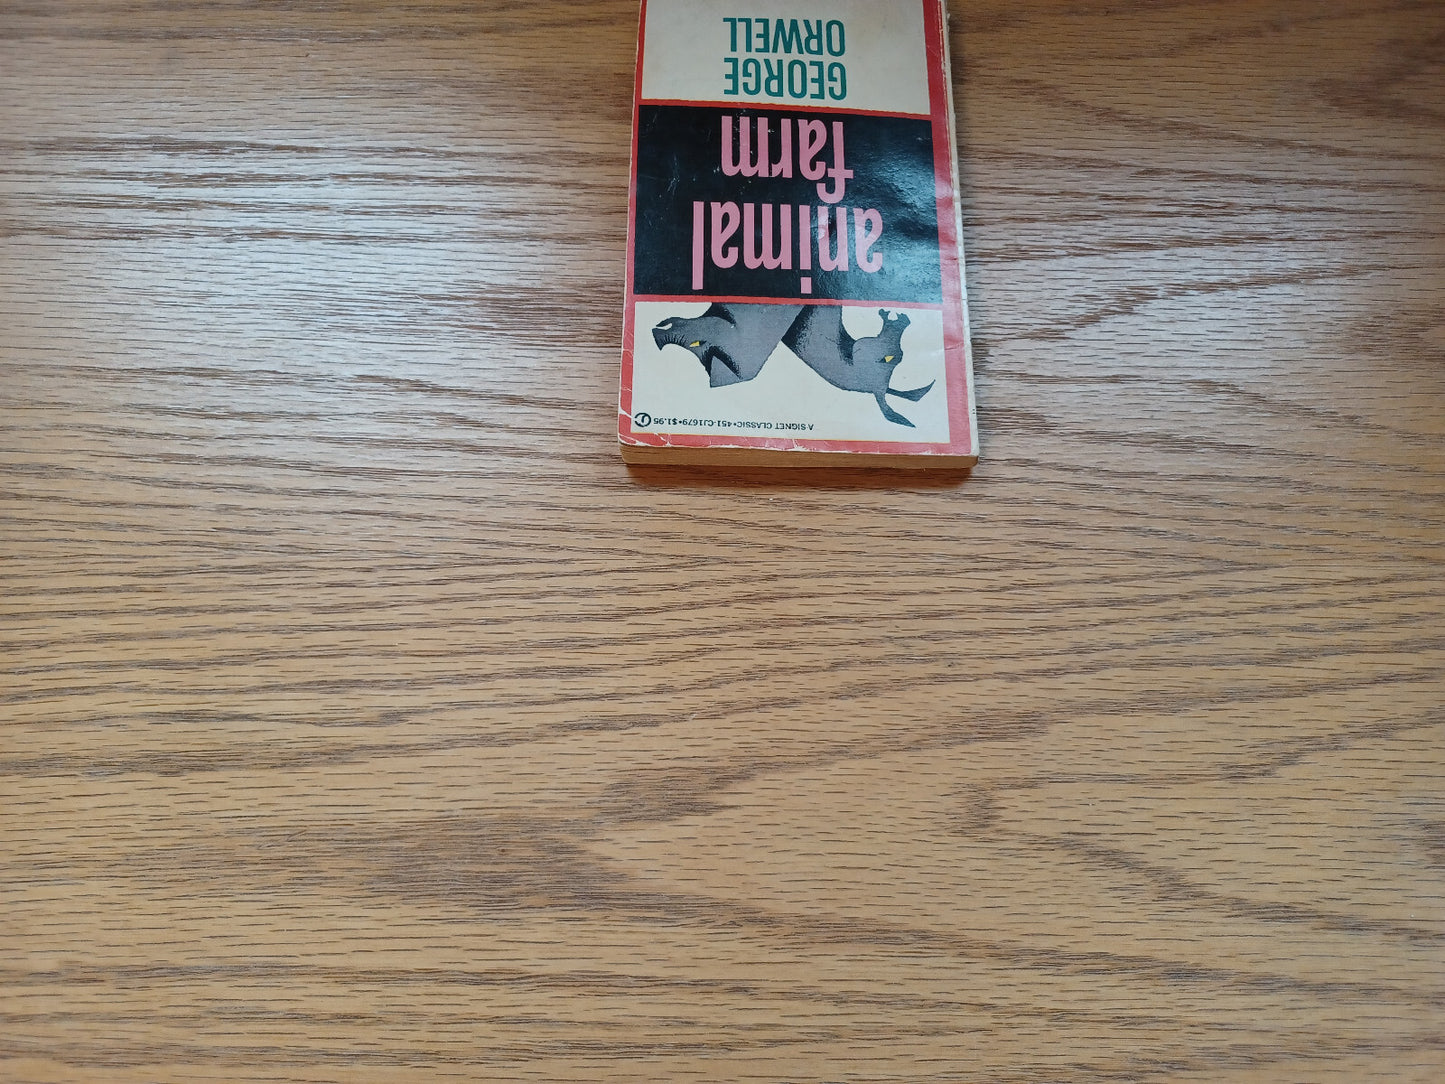 A SIGNET CLASSIC • 451-CJ1679 • $1.95
animal
farm
GEORGE
ORWELL